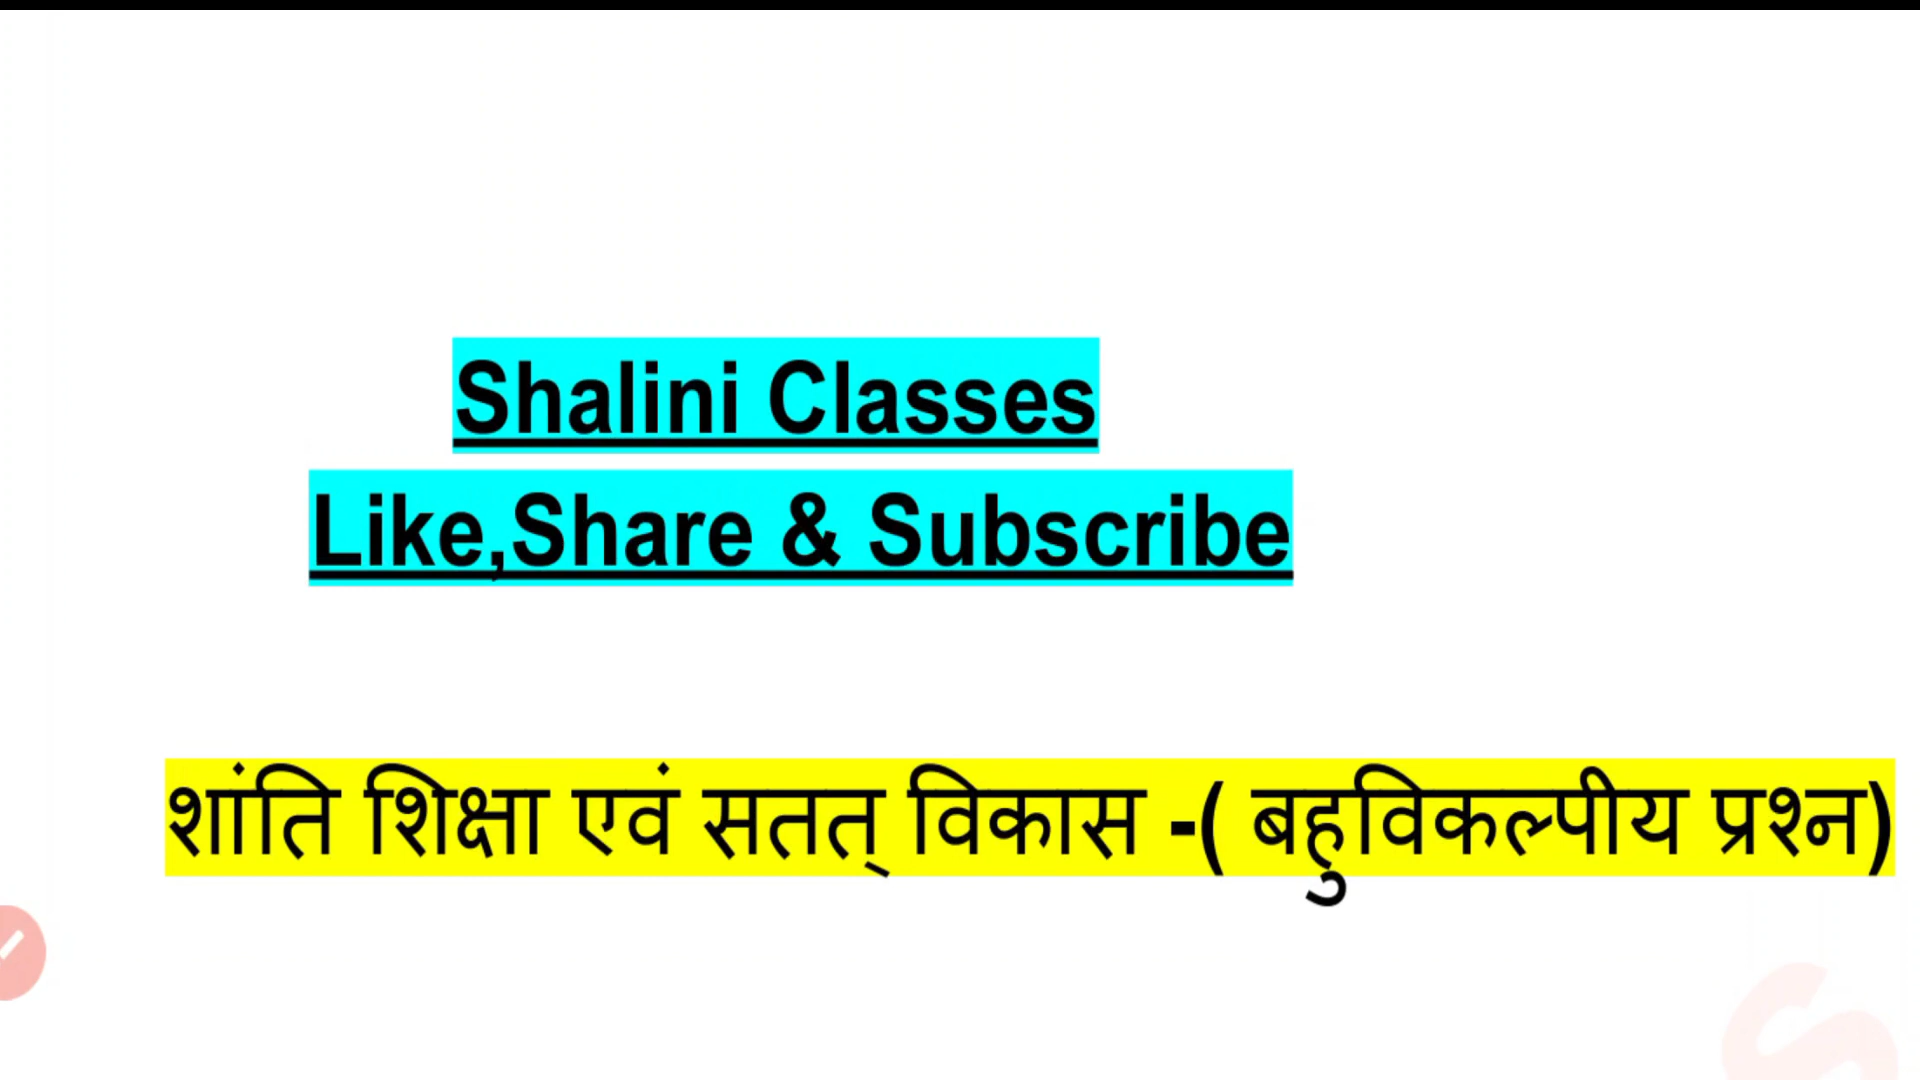 Shalini Classes
Like,Share & Subscribe
शांति शिक्षा एवं सतत् विकास -( बहुविकल्पीय प्रश्न)